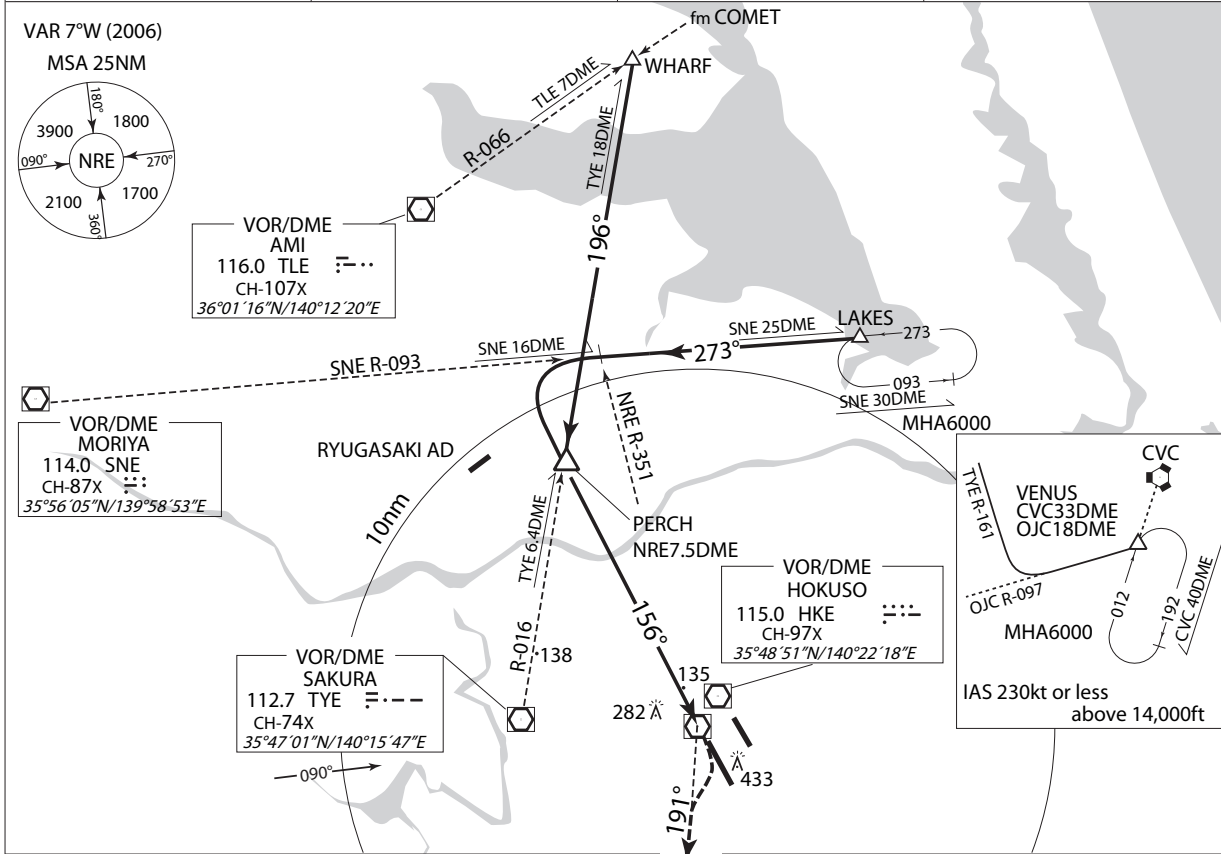 VAR 7°W (2006)
MSA 25NM
180°
3900
1800
090°
NRE
270°
2100
1700
360°
fm COMET
WHARF
TLE 7DME
R-066
TYE 18DME
196°
VOR/DME
AMI
116.0 TLE
CH-107X
36°01´16˝N/140°12´20˝E
LAKES
SNE 25DME
273
SNE 16DME
273°
SNE R-093
093
SNE 30DME
MHA6000
VOR/DME
MORIYA
114.0 SNE
CH-87X
35°56´05˝N/139°58´53˝E
RYUGASAKI AD
NRE R-351
10nm
PERCH
NRE7.5DME
TYE 6.4DME
R-016
138
156°
VOR/DME
HOKUSO
115.0 HKE
CH-97X
35°48´51˝N/140°22´18˝E
CVC
TYE R-161
VENUS
CVC33DME
OJC18DME
OJC R-097
012
192
CVC 40DME
MHA6000
IAS 230kt or less
above 14,000ft
VOR/DME
SAKURA
112.7 TYE
CH-74X
35°47´01˝N/140°15´47˝E
090°
135
282
433
191°